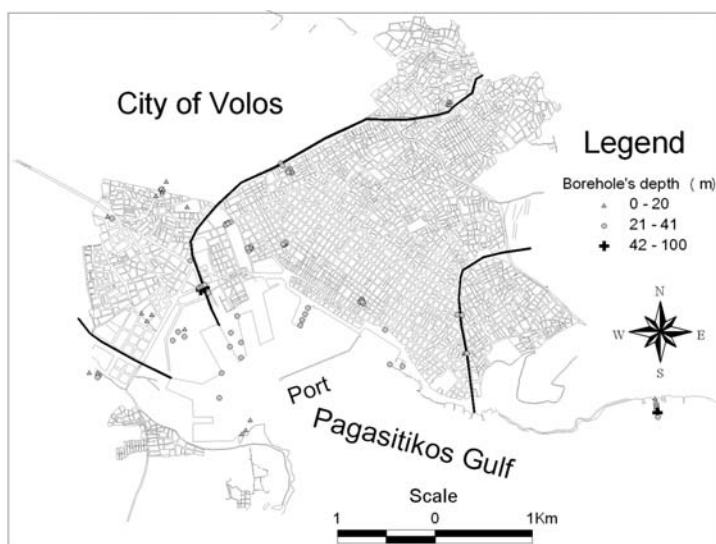 City of Volos
Legend
Borehole's depth ( m)
0 - 20
21 - 41
42 - 100
N
W E
S
Port
Pagasitikos Gulf
Scale
1 0 1Km